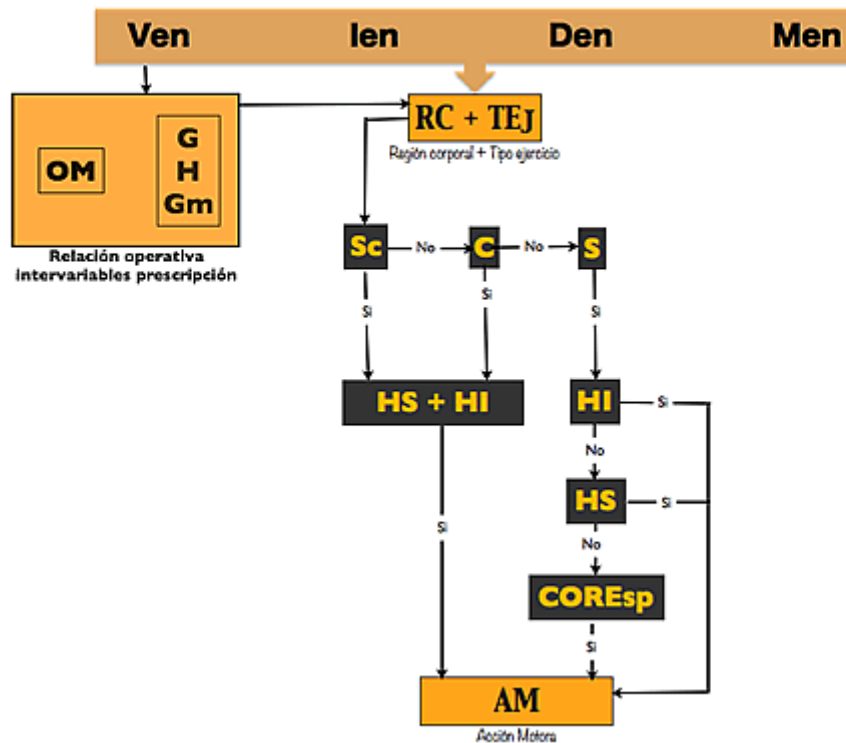 Ven Ien Den Men
OM
G
H
Gm
Relación operativa
intervariables prescripción
RC + TEJ
Región corporal + Tipo ejercicio
Sc No C No S
Si Si Si
HS + HI
HI Si
No
HS Si
Si
No
COREsp
Si
AM
Acción Motora